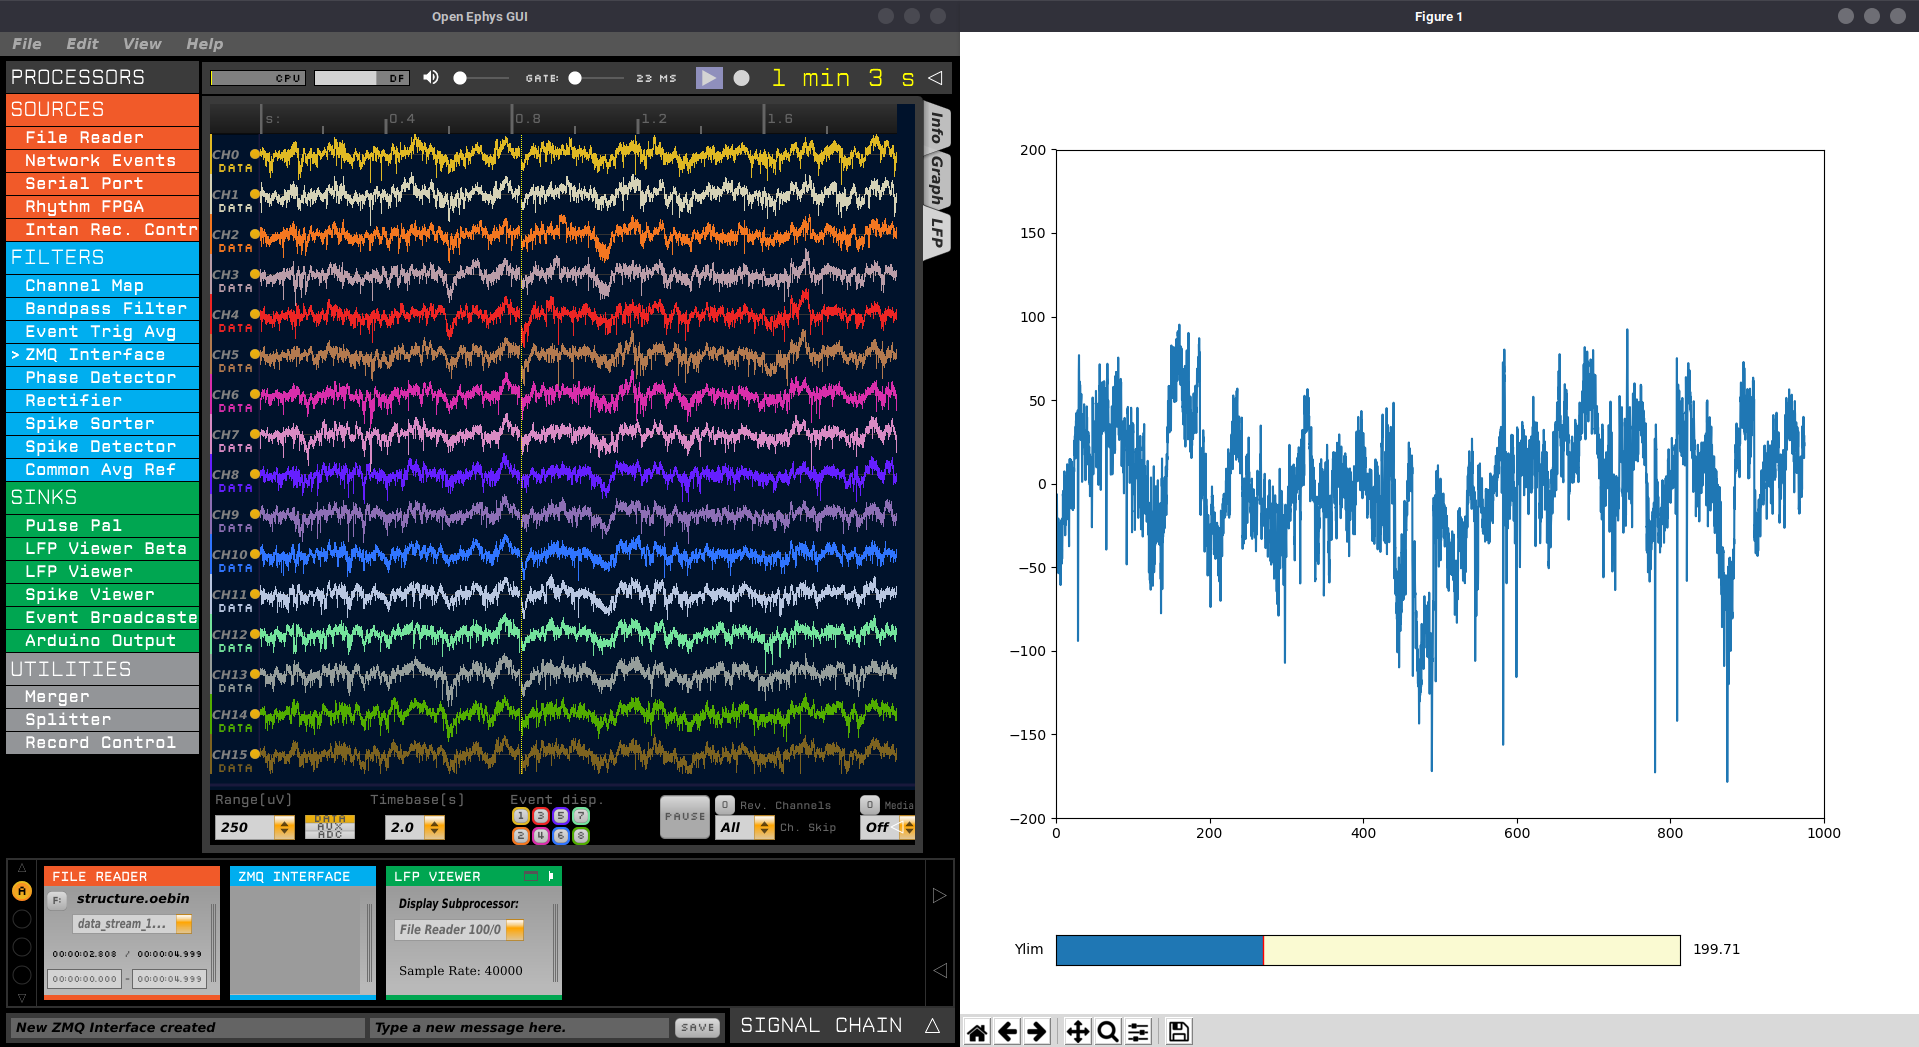 Open Ephys GUI
File Edit View Help
PROCESSORS
SOURCES
File Reader
Network Events
Serial Port
Rhythm FPGA
Intan Rec. Contr
FILTERS
Channel Map
Bandpass Filter
Event Trig Avg
> ZMQ Interface
Phase Detector
Rectifier
Spike Sorter
Spike Detector
Common Avg Ref
SINKS
Pulse Pal
LFP Viewer Beta
LFP Viewer
Spike Viewer
Event Broadcaste
Arduino Output
UTILITIES
Merger
Splitter
Record Control
CPU DF GATE: 23 MS 1 min 3 s
s: 0.4 0.8 1.2 1.6
Info
Graph
LFP
CH0
DATA
CH1
DATA
CH2
DATA
CH3
DATA
CH4
DATA
CH5
DATA
CH6
DATA
CH7
DATA
CH8
DATA
CH9
DATA
CH10
DATA
CH11
DATA
CH12
DATA
CH13
DATA
CH14
DATA
CH15
DATA
Range[uV] Timebase[s] Event disp.
250 DATA AUX ADC 2.0
1 3 5 7
2 4 6 8
PAUSE
0 Rev. Channels
All Ch. Skip
0 Media
Off
A
FILE READER
F: structure.oebin
data_stream_1...
00:00:02.808 / 00:00:04.999
00:00:00.000 - 00:00:04.999
ZMQ INTERFACE
LFP VIEWER
Display Subprocessor:
File Reader 100/0
Sample Rate: 40000
New ZMQ Interface created
Type a new message here.
SAVE
SIGNAL CHAIN
Figure 1
200
150
100
50
0
−50
−100
−150
−200
0 200 400 600 800 1000
Ylim 199.71